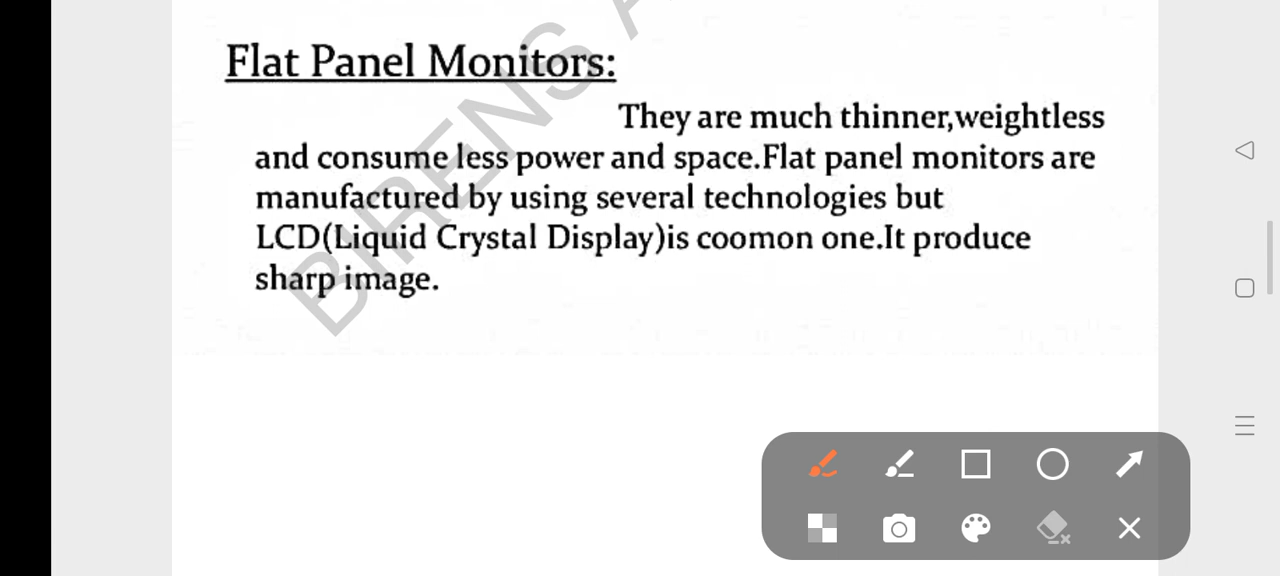 Flat Panel Monitors:
They are much thinner,weightless
and consume less power and space.Flat panel monitors are
manufactured by using several technologies but
LCD(Liquid Crystal Display)is coomon one.It produce
sharp image.
BIRENS A